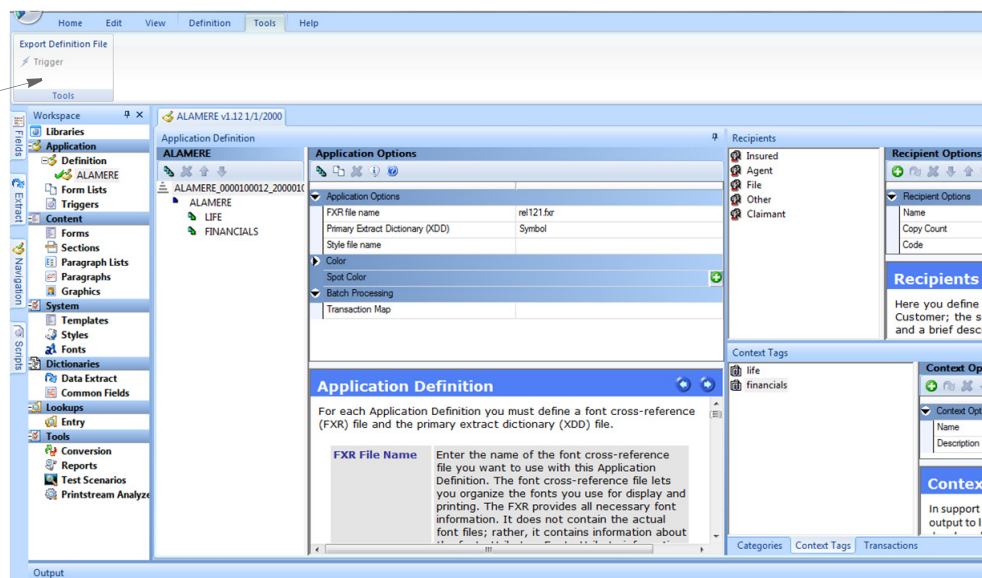 Home Edit View Definition Tools Help
Export Definition File
Trigger
Tools
Workspace
Fields
Extract
Navigation
Scripts
Libraries
Application
Definition
ALAMERE
Form Lists
Triggers
Content
Forms
Sections
Paragraph Lists
Paragraphs
Graphics
System
Templates
Styles
Fonts
Dictionaries
Data Extract
Common Fields
Lookups
Entry
Tools
Conversion
Reports
Test Scenarios
Printstream Analyze
ALAMERE v1.12 1/1/2000
Application Definition
ALAMERE
ALAMERE_0000100012_200001(
ALAMERE
LIFE
FINANCIALS
Application Options
Application Options
FXR file name rel121.fxr
Primary Extract Dictionary (XDD) Symbol
Style file name
Color
Spot Color
Batch Processing
Transaction Map
Application Definition
For each Application Definition you must define a font cross-reference
(FXR) file and the primary extract dictionary (XDD) file.
FXR File Name
Enter the name of the font cross-reference
file you want to use with this Application
Definition. The font cross-reference file lets
you organize the fonts you use for display and
printing. The FXR provides all necessary font
information. It does not contain the actual
font files; rather, it contains information about
Recipients
Insured
Agent
File
Other
Claimant
Recipient Options
Recipient Options
Name
Copy Count
Code
Recipients
Here you define
Customer; the s
and a brief desc
Context Tags
life
financials
Context Op
Context Opt
Name
Description
Contex
In support
output to l
Categories Context Tags Transactions
Output